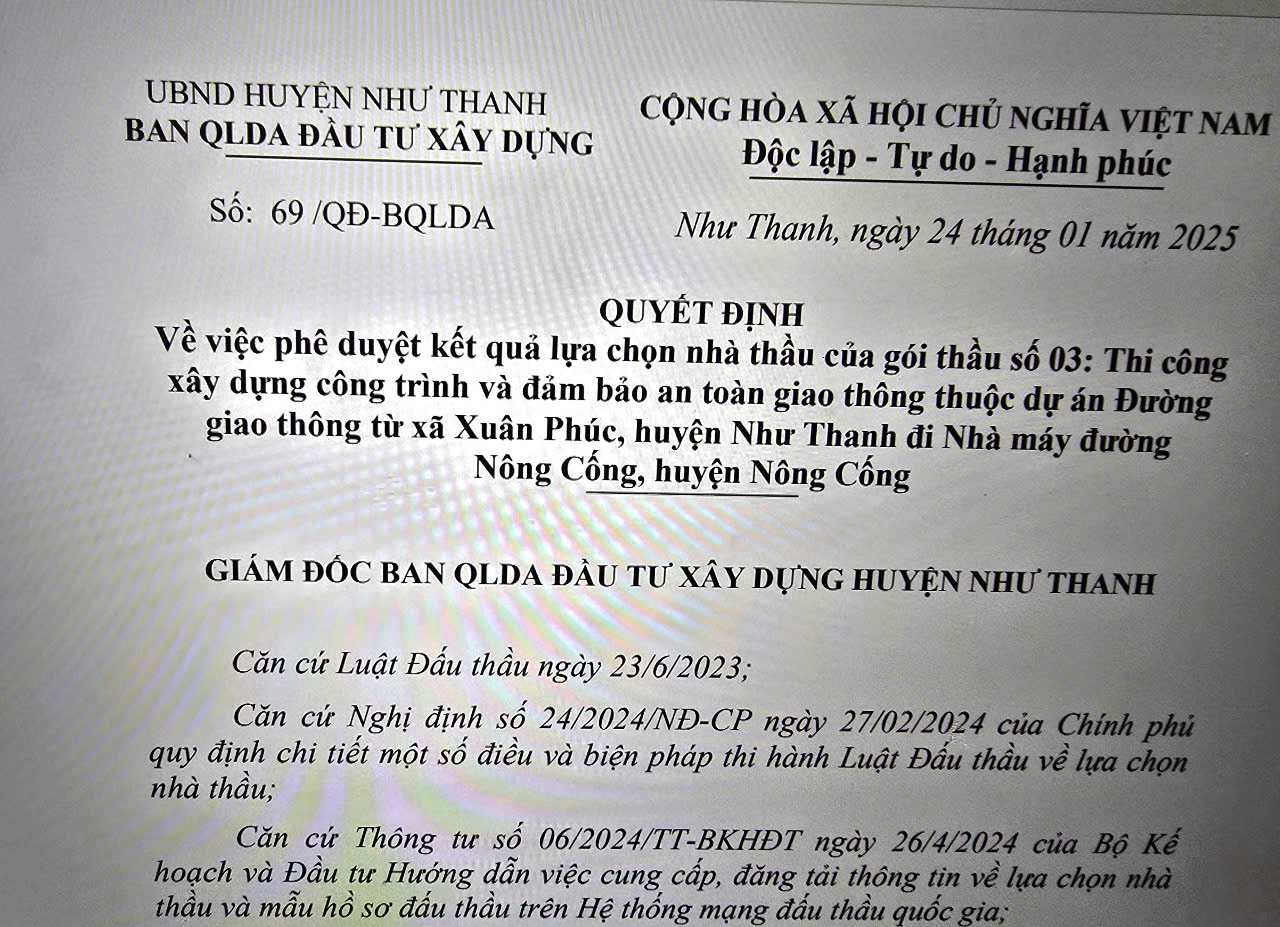 UBND HUYỆN NHƯ THANH
BAN QLDA ĐẦU TƯ XÂY DỰNG
CỘNG HÒA XÃ HỘI CHỦ NGHĨA VIỆT NAM
Độc lập - Tự do - Hạnh phúc
Số: 69 /QĐ-BQLDA
Như Thanh, ngày 24 tháng 01 năm 2025
QUYẾT ĐỊNH
Về việc phê duyệt kết quả lựa chọn nhà thầu của gói thầu số 03: Thi công
xây dựng công trình và đảm bảo an toàn giao thông thuộc dự án Đường
giao thông từ xã Xuân Phúc, huyện Như Thanh đi Nhà máy đường
Nông Cống, huyện Nông Cống
GIÁM ĐỐC BAN QLDA ĐẦU TƯ XÂY DỰNG HUYỆN NHƯ THANH
Căn cứ Luật Đấu thầu ngày 23/6/2023;
Căn cứ Nghị định số 24/2024/NĐ-CP ngày 27/02/2024 của Chính phủ
quy định chi tiết một số điều và biện pháp thi hành Luật Đấu thầu về lựa chọn
nhà thầu;
Căn cứ Thông tư số 06/2024/TT-BKHĐT ngày 26/4/2024 của Bộ Kế
hoạch và Đầu tư Hướng dẫn việc cung cấp, đăng tải thông tin về lựa chọn nhà
thầu và mẫu hồ sơ đấu thầu trên Hệ thống mạng đấu thầu quốc gia;